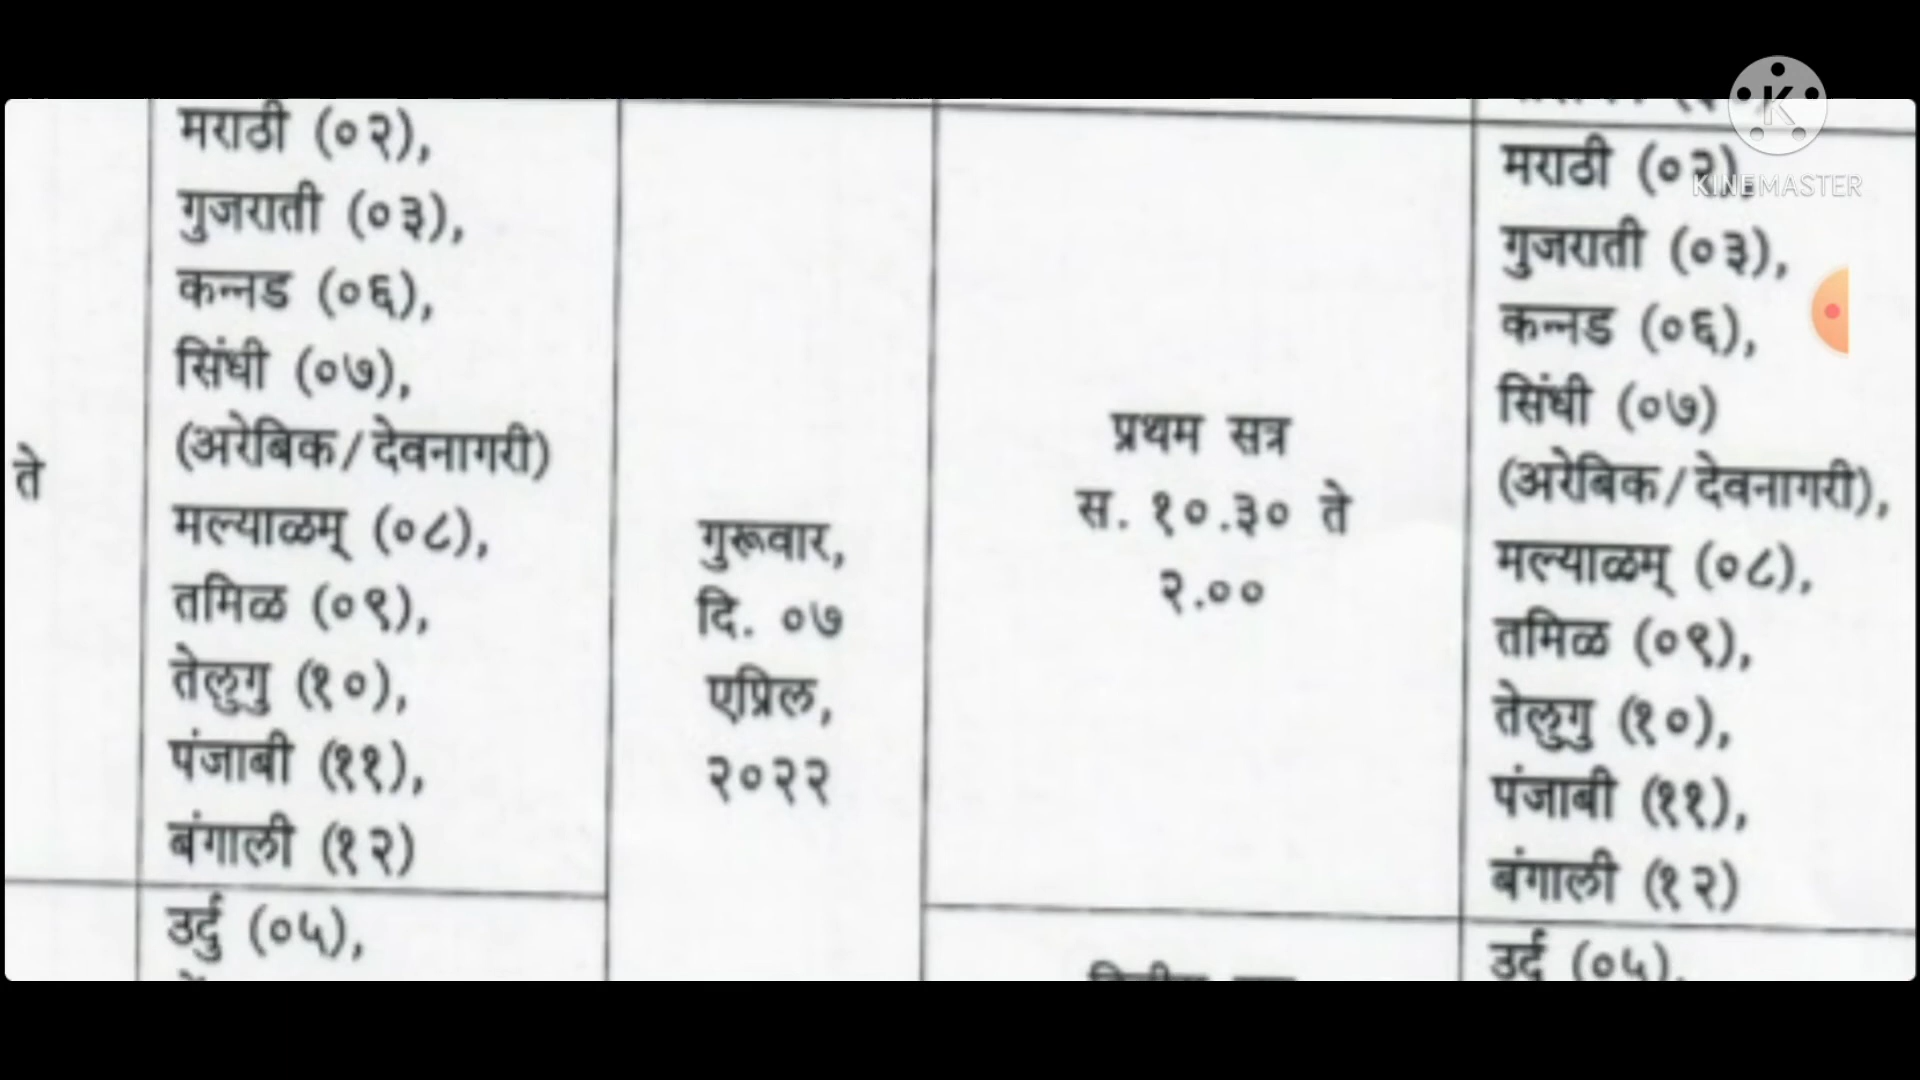 ते
मराठी (०२),
गुजराती (०३),
कन्नड (०६),
सिंधी (०७),
(अरेबिक/देवनागरी)
मल्याळम् (०८),
तमिळ (०९),
तेलुगु (१०),
पंजाबी (११),
बंगाली (१२)
उर्दु (०५),
गुरूवार,
दि. ०७
एप्रिल,
२०२२
प्रथम सत्र
स. १०.३० ते
२.००
मराठी (०२),
गुजराती (०३),
कन्नड (०६),
सिंधी (०७)
(अरेबिक/देवनागरी),
मल्याळम् (०८),
तमिळ (०९),
तेलुगु (१०),
पंजाबी (११),
बंगाली (१२)
उर्दु (०५),
K
KINEMASTER